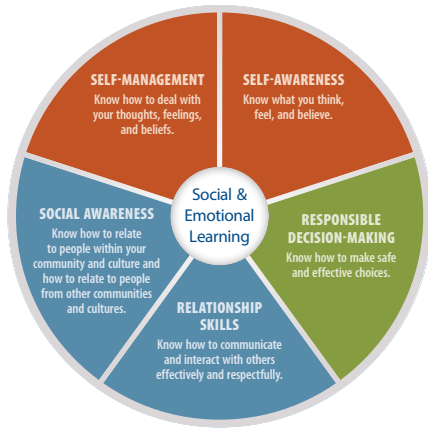 SELF-MANAGEMENT
Know how to deal with
your thoughts, feelings,
and beliefs.
SELF-AWARENESS
Know what you think,
feel, and believe.
Social &
Emotional
Learning
SOCIAL AWARENESS
Know how to relate
to people within your
community and culture and
how to relate to people
from other communities
and cultures.
RESPONSIBLE
DECISION-MAKING
Know how to make safe
and effective choices.
RELATIONSHIP
SKILLS
Know how to communicate
and interact with others
effectively and respectfully.